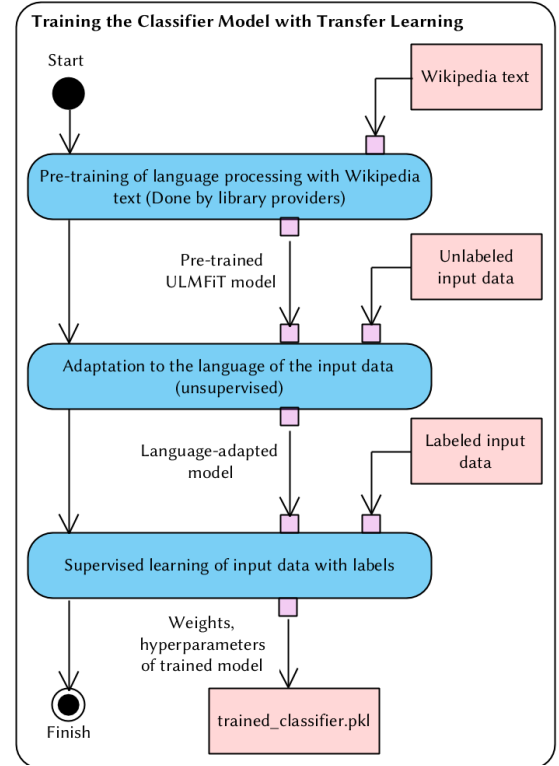 Training the Classifier Model with Transfer Learning
Start
Wikipedia text
Pre-training of language processing with Wikipedia
text (Done by library providers)
Pre-trained
ULMFiT model
Unlabeled
input data
Adaptation to the language of the input data
(unsupervised)
Language-adapted
model
Labeled input
data
Supervised learning of input data with labels
Weights,
hyperparameters
of trained model
trained_classifier.pkl
Finish